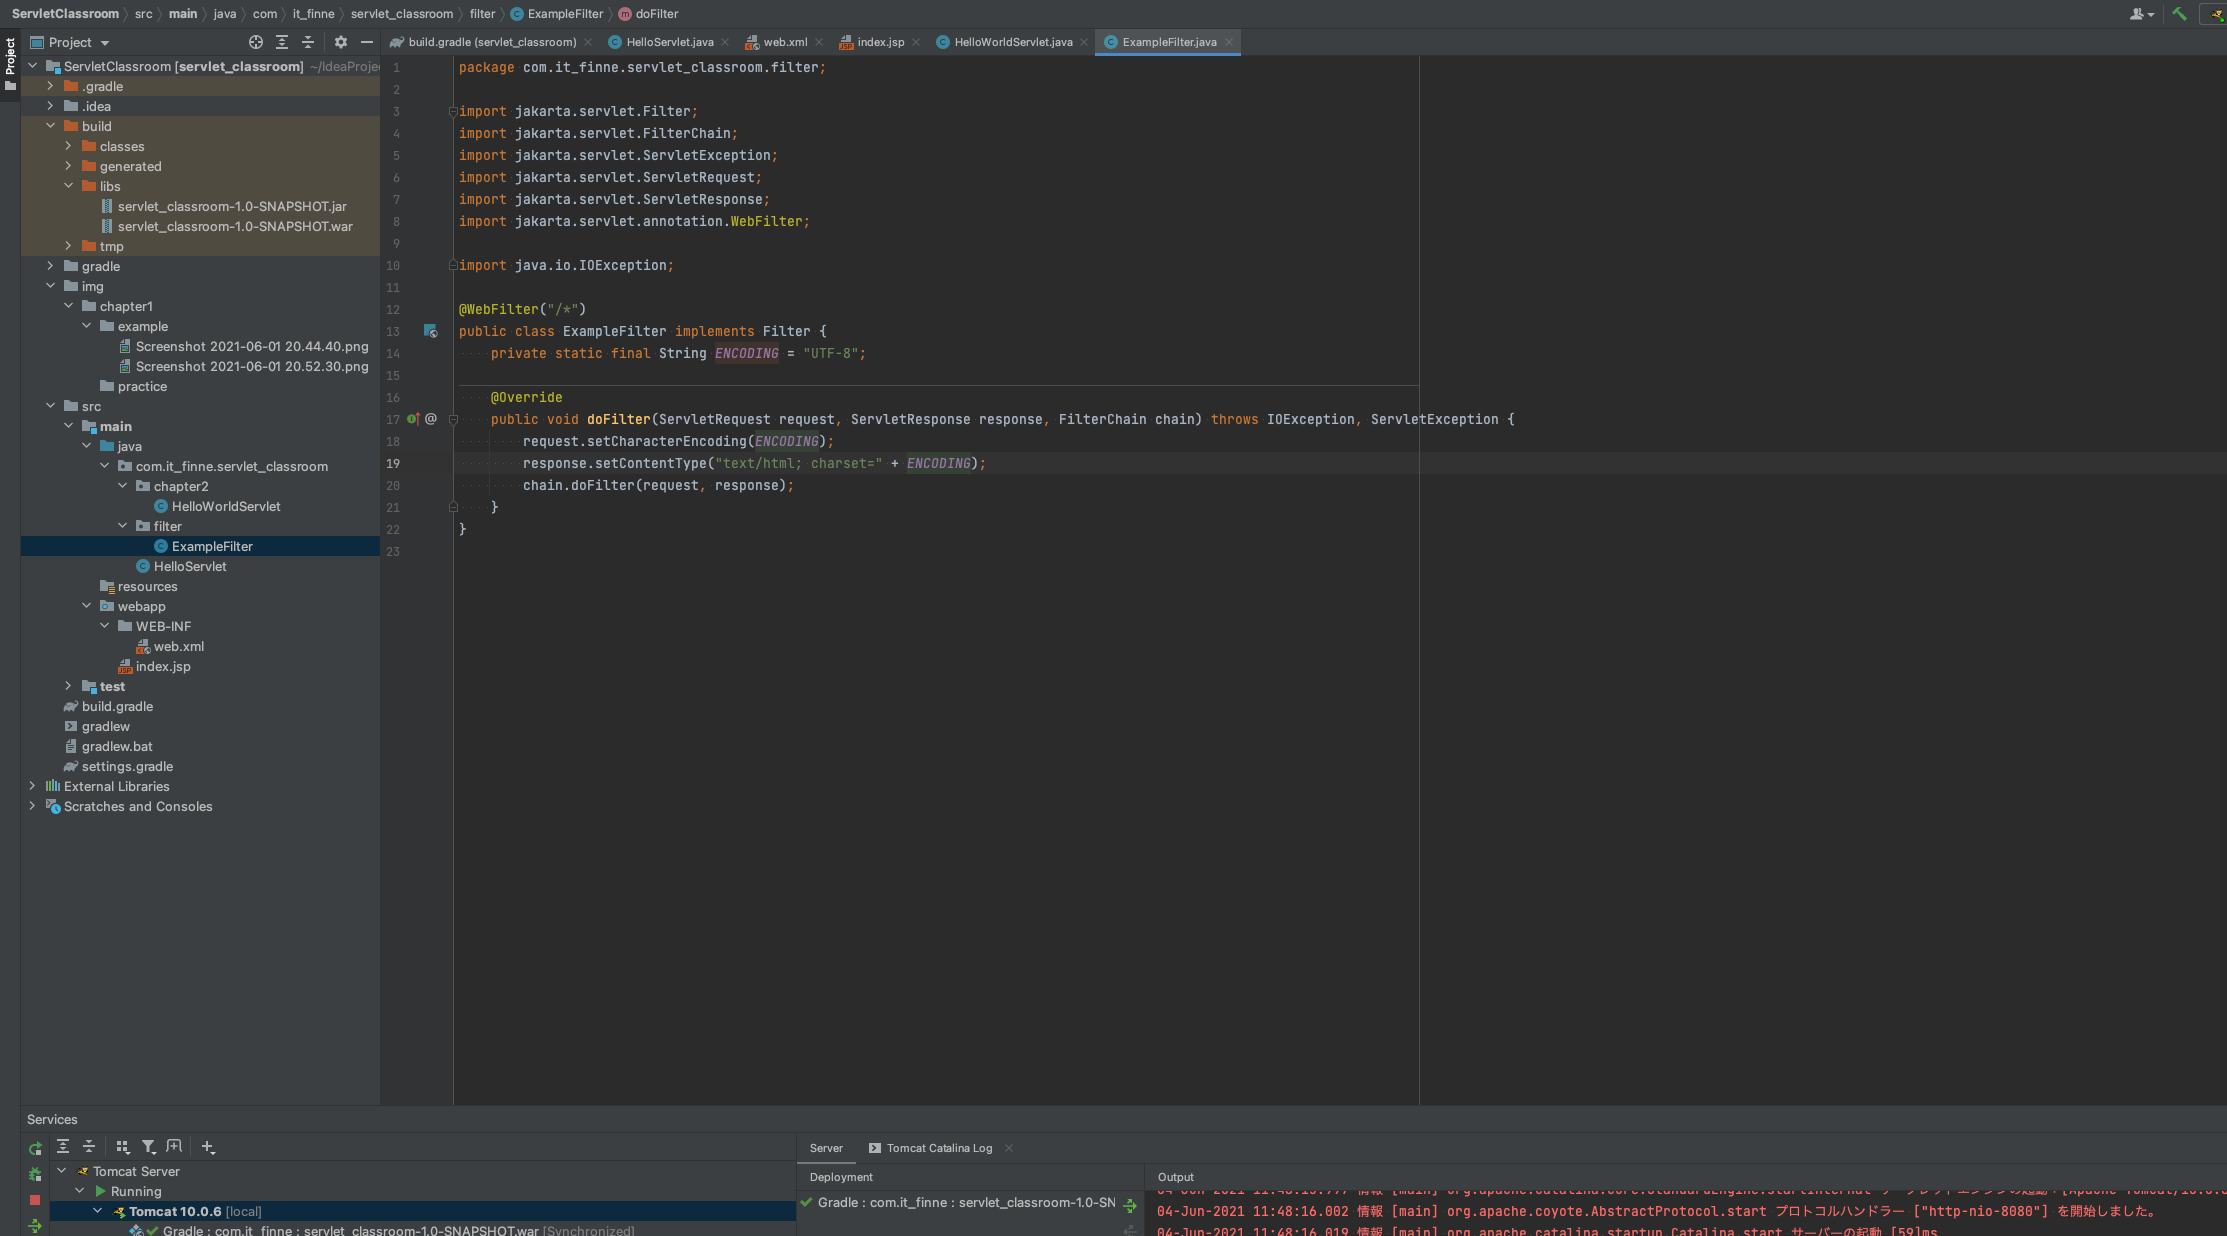 ServletClassroom src main java com it_finne servlet_classroom filter ExampleFilter doFilter
Project
Project
build.gradle (servlet_classroom) HelloServlet.java web.xml index.jsp HelloWorldServlet.java ExampleFilter.java
ServletClassroom [servlet_classroom] ~/IdeaProje
.gradle
.idea
build
classes
generated
libs
servlet_classroom-1.0-SNAPSHOT.jar
servlet_classroom-1.0-SNAPSHOT.war
tmp
gradle
img
chapter1
example
Screenshot 2021-06-01 20.44.40.png
Screenshot 2021-06-01 20.52.30.png
practice
src
main
java
com.it_finne.servlet_classroom
chapter2
HelloWorldServlet
filter
ExampleFilter
HelloServlet
resources
webapp
WEB-INF
web.xml
index.jsp
test
build.gradle
gradlew
gradlew.bat
settings.gradle
External Libraries
Scratches and Consoles
1 package com.it_finne.servlet_classroom.filter;
2
3 import jakarta.servlet.Filter;
4 import jakarta.servlet.FilterChain;
5 import jakarta.servlet.ServletException;
6 import jakarta.servlet.ServletRequest;
7 import jakarta.servlet.ServletResponse;
8 import jakarta.servlet.annotation.WebFilter;
9
10 import java.io.IOException;
11
12 @WebFilter("/*")
13 public class ExampleFilter implements Filter {
14 private static final String ENCODING = "UTF-8";
15
16 @Override
17 public void doFilter(ServletRequest request, ServletResponse response, FilterChain chain) throws IOException, ServletException {
18 request.setCharacterEncoding(ENCODING);
19 response.setContentType("text/html; charset=" + ENCODING);
20 chain.doFilter(request, response);
21 }
22 }
23
Services
Tomcat Server
Running
Tomcat 10.0.6 [local]
Gradle : com.it_finne : servlet_classroom-1.0-SNAPSHOT.war [Synchronized]
Server Tomcat Catalina Log
Deployment Output
Gradle : com.it_finne : servlet_classroom-1.0-SN
04-Jun-2021 11:48:16.002 情報 [main] org.apache.coyote.AbstractProtocol.start プロトコルハンドラー ["http-nio-8080"] を開始しました。
04-Jun-2021 11:48:16.019 情報 [main] org.apache.catalina.startup.Catalina.start サーバーの起動 [59]ms